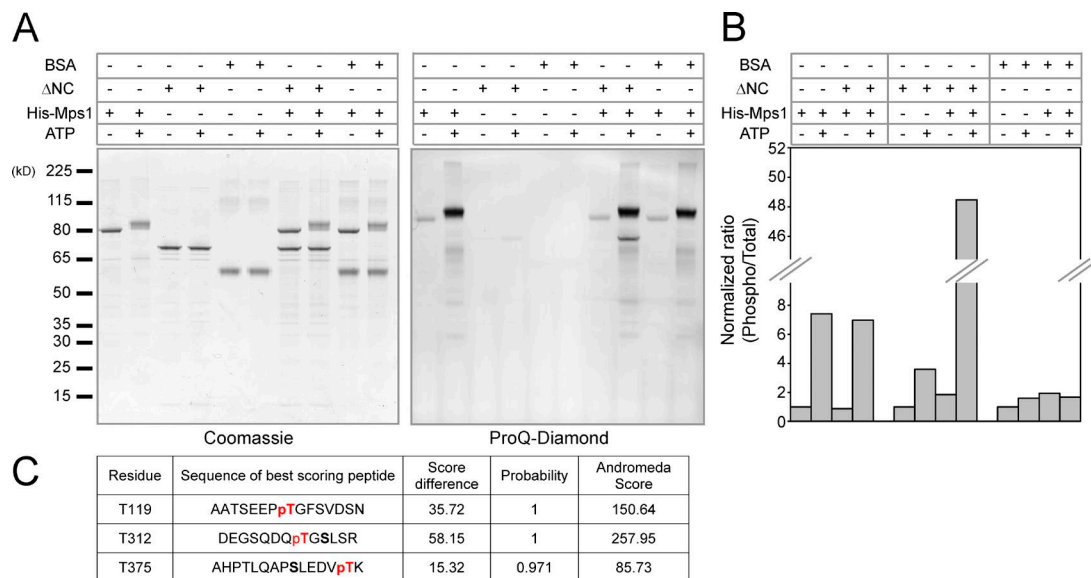 A
B
BSA - - - - + + - - + + - - - - + + - - + +
ΔNC - - + + - - + + - - - - + + - - + + - -
His-Mps1 + + - - - - + + + + + + - - - - + + + +
ATP - + - + - + - + - + - + - + - + - + - +
BSA - - - - - - - - + + + +
ΔNC - - + + + + + + - - - -
His-Mps1 + + + + - - + + - - + +
ATP - + - + - + - + - + - +
(kD)
225
115
80
65
50
35
30
25
15
Coomassie
ProQ-Diamond
Normalized ratio
(Phospho/Total)
52
48
46
8
6
4
2
0
C
Residue Sequence of best scoring peptide Score difference Probability Andromeda Score
T119 AATSEEPpTGFSVDSN 35.72 1 150.64
T312 DEGSQDQpTGSLSR 58.15 1 257.95
T375 AHPTLQAPSLEDVpTK 15.32 0.971 85.73